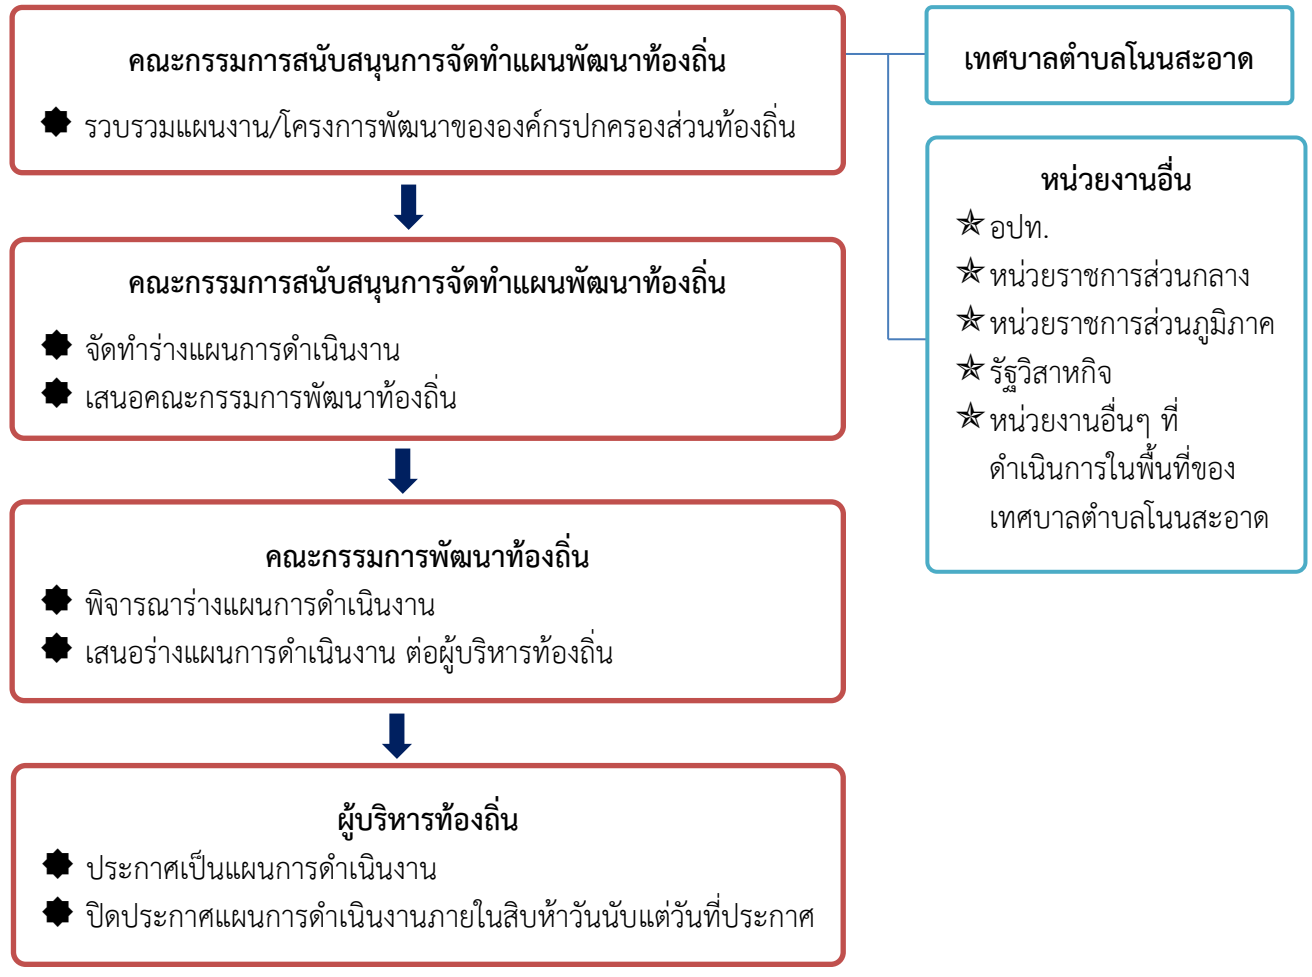 คณะกรรมการสนับสนุนการจัดทำแผนพัฒนาท้องถิ่น
รวบรวมแผนงาน/โครงการพัฒนาขององค์กรปกครองส่วนท้องถิ่น
คณะกรรมการสนับสนุนการจัดทำแผนพัฒนาท้องถิ่น
จัดทำร่างแผนการดำเนินงาน
เสนอคณะกรรมการพัฒนาท้องถิ่น
คณะกรรมการพัฒนาท้องถิ่น
พิจารณาร่างแผนการดำเนินงาน
เสนอร่างแผนการดำเนินงาน ต่อผู้บริหารท้องถิ่น
ผู้บริหารท้องถิ่น
ประกาศเป็นแผนการดำเนินงาน
ปิดประกาศแผนการดำเนินงานภายในสิบห้าวันนับแต่วันที่ประกาศ
เทศบาลตำบลโนนสะอาด
หน่วยงานอื่น
อปท.
หน่วยราชการส่วนกลาง
หน่วยราชการส่วนภูมิภาค
รัฐวิสาหกิจ
หน่วยงานอื่นๆ ที่
ดำเนินการในพื้นที่ของ
เทศบาลตำบลโนนสะอาด